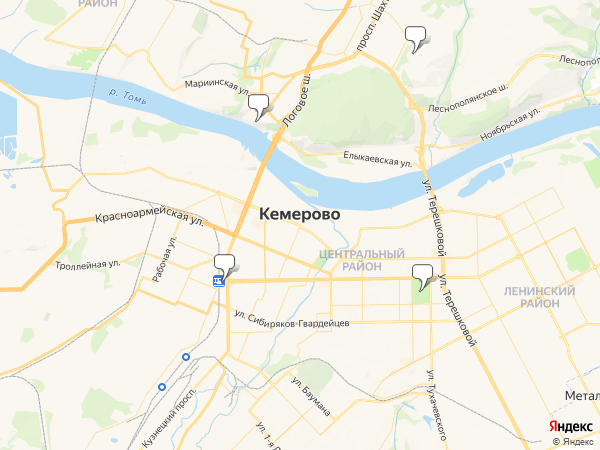 РАЙОН
просп. Шах
Леснополянское ш.
Леснопол
Мариинская ул.
р. Томь
Логовое ш.
Ноябрьская ул.
Елыкаевская ул.
ул. Терешковой
Красноармейская ул.
Кемерово
Рабочая ул.
Троллейная ул.
ЦЕНТРАЛЬНЫЙ
РАЙОН
ул. Терешковой
ЛЕНИНСКИЙ
РАЙОН
ул. Сибиряков-Гвардейцев
Кузнецкий просп.
ул. Баумана
ул. 1-я
ул. Тухачевского
Метал
Яндекс
© Яндекс